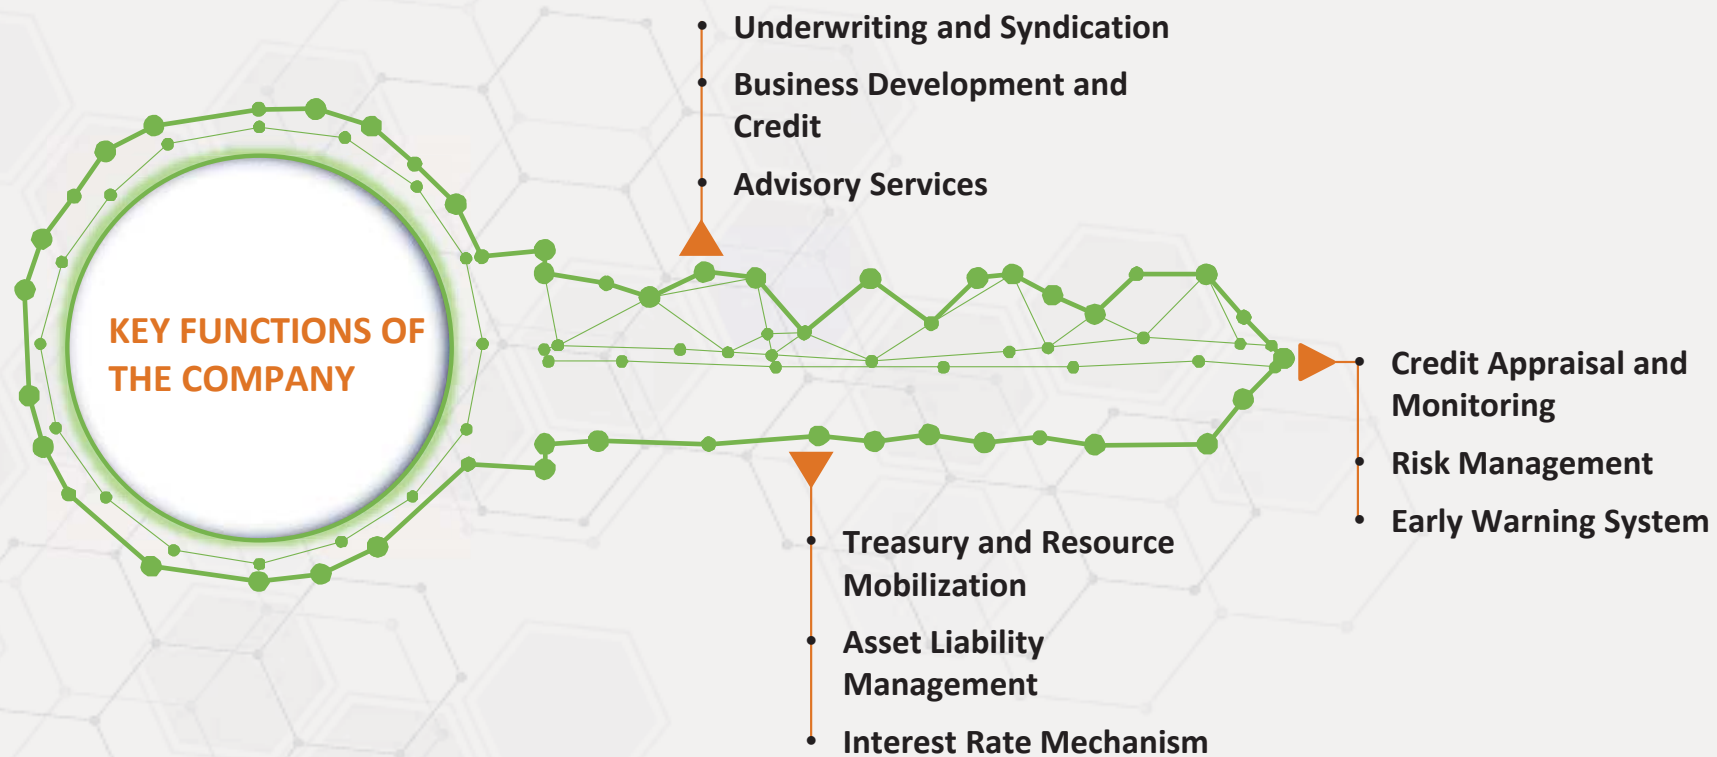 KEY FUNCTIONS OF
THE COMPANY
• Underwriting and Syndication
• Business Development and
Credit
• Advisory Services
• Credit Appraisal and
Monitoring
• Risk Management
• Early Warning System
• Treasury and Resource
Mobilization
• Asset Liability
Management
• Interest Rate Mechanism